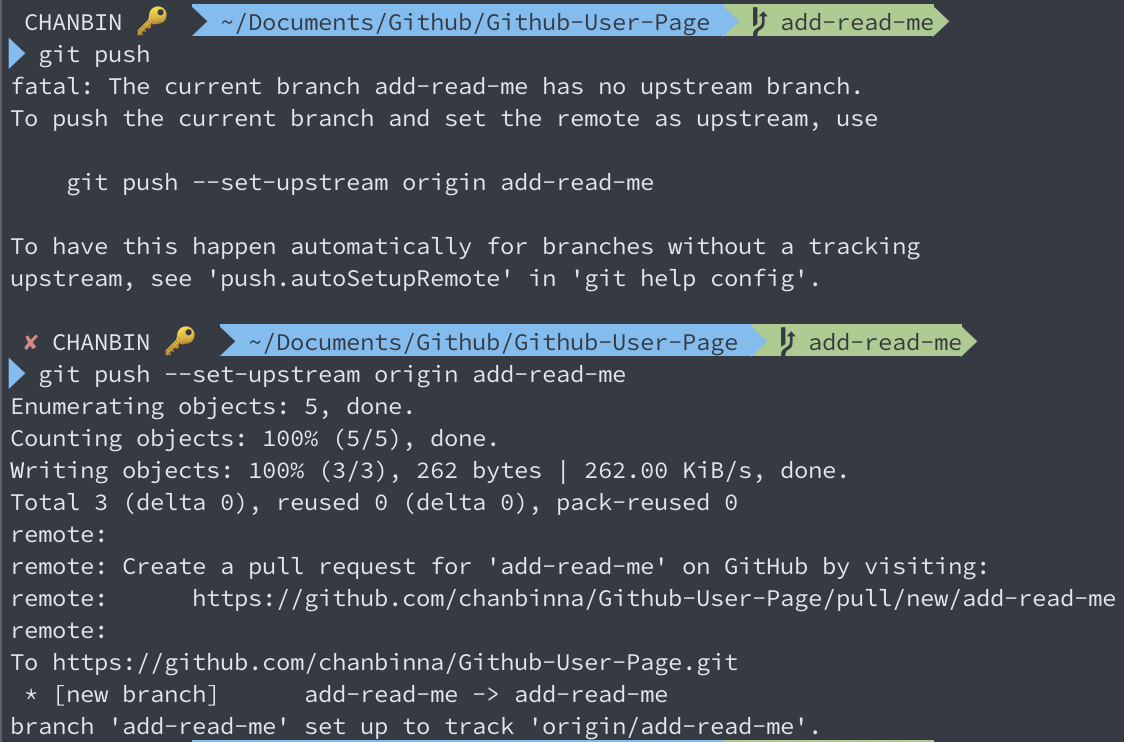 CHANBIN 🔑 ~/Documents/Github/Github-User-Page add-read-me
git push
fatal: The current branch add-read-me has no upstream branch.
To push the current branch and set the remote as upstream, use
git push --set-upstream origin add-read-me
To have this happen automatically for branches without a tracking
upstream, see 'push.autoSetupRemote' in 'git help config'.
✘ CHANBIN 🔑 ~/Documents/Github/Github-User-Page add-read-me
git push --set-upstream origin add-read-me
Enumerating objects: 5, done.
Counting objects: 100% (5/5), done.
Writing objects: 100% (3/3), 262 bytes | 262.00 KiB/s, done.
Total 3 (delta 0), reused 0 (delta 0), pack-reused 0
remote:
remote: Create a pull request for 'add-read-me' on GitHub by visiting:
remote:      https://github.com/chanbinna/Github-User-Page/pull/new/add-read-me
remote:
To https://github.com/chanbinna/Github-User-Page.git
* [new branch]      add-read-me -> add-read-me
branch 'add-read-me' set up to track 'origin/add-read-me'.